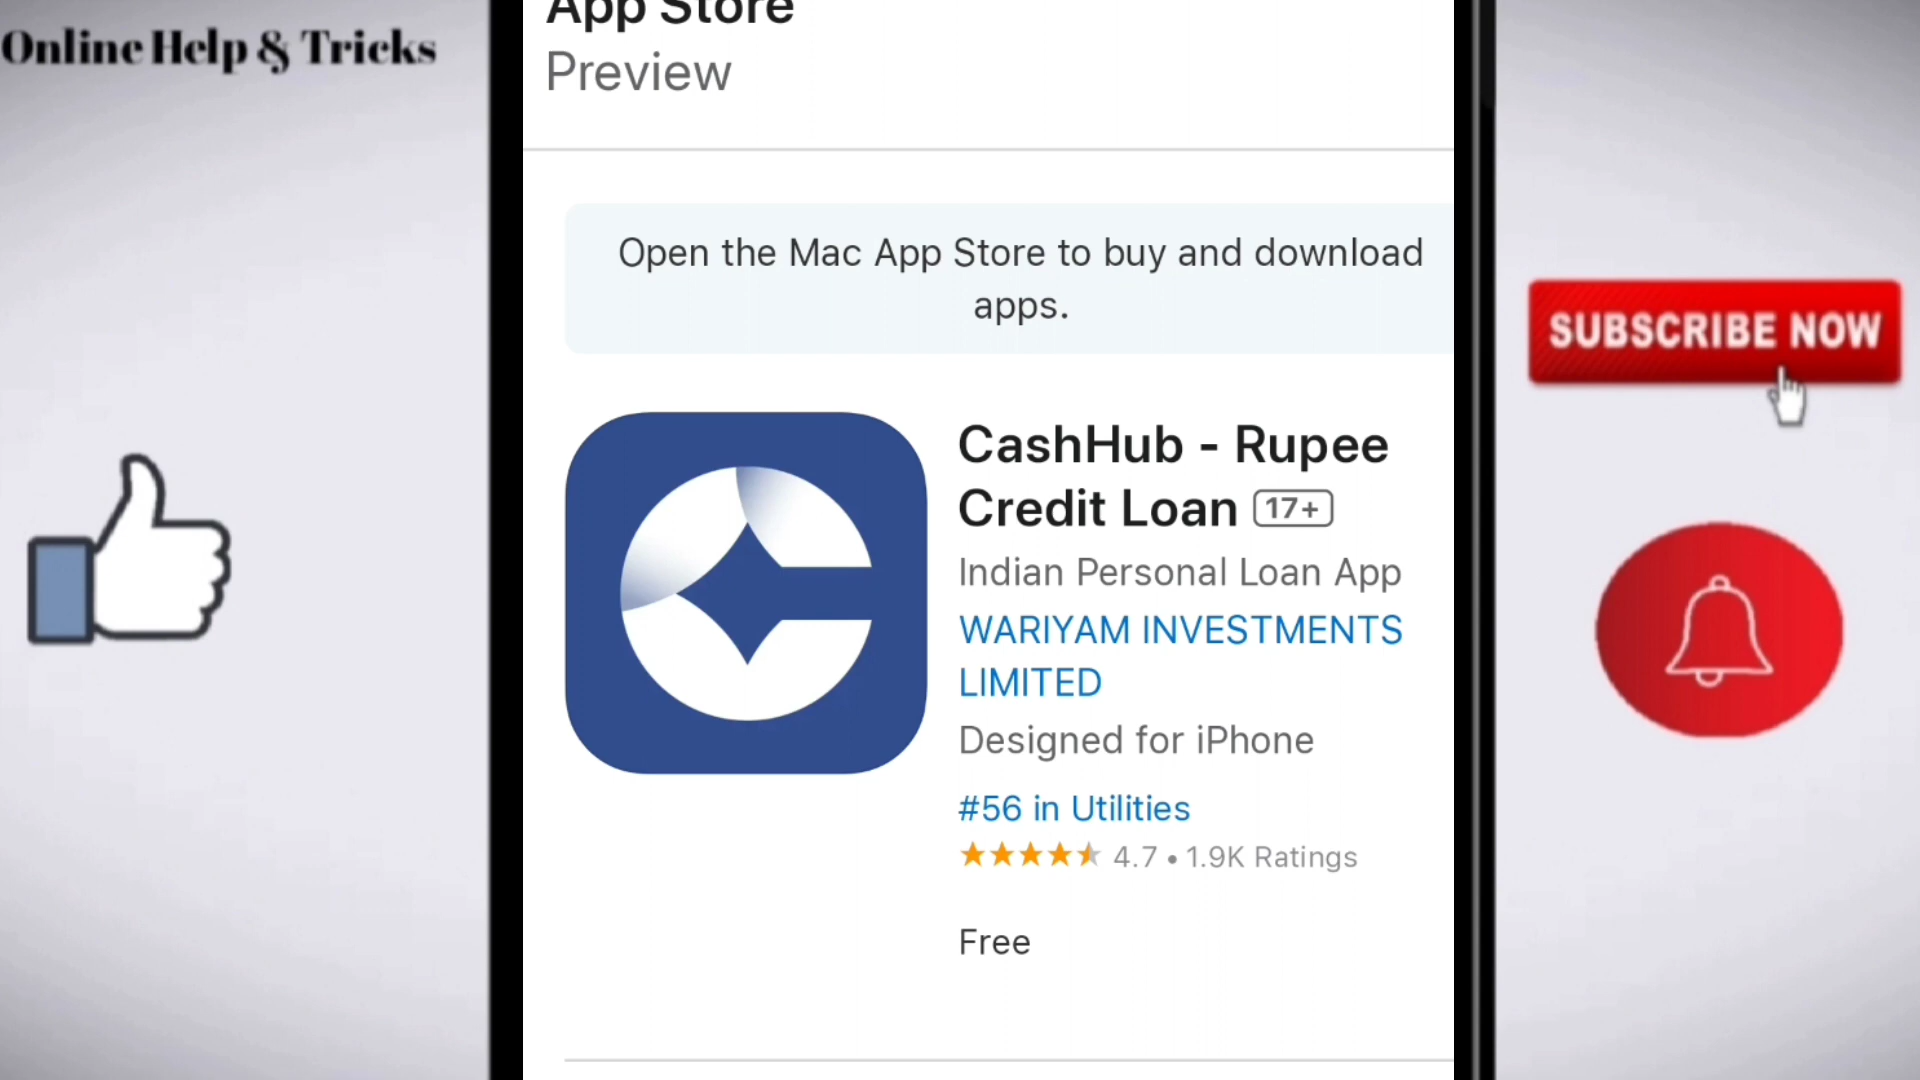 Online Help & Tricks
App Store
Preview
Open the Mac App Store to buy and download
apps.
CashHub - Rupee
Credit Loan 17+
Indian Personal Loan App
WARIYAM INVESTMENTS
LIMITED
Designed for iPhone
#56 in Utilities
4.7 • 1.9K Ratings
Free
SUBSCRIBE NOW